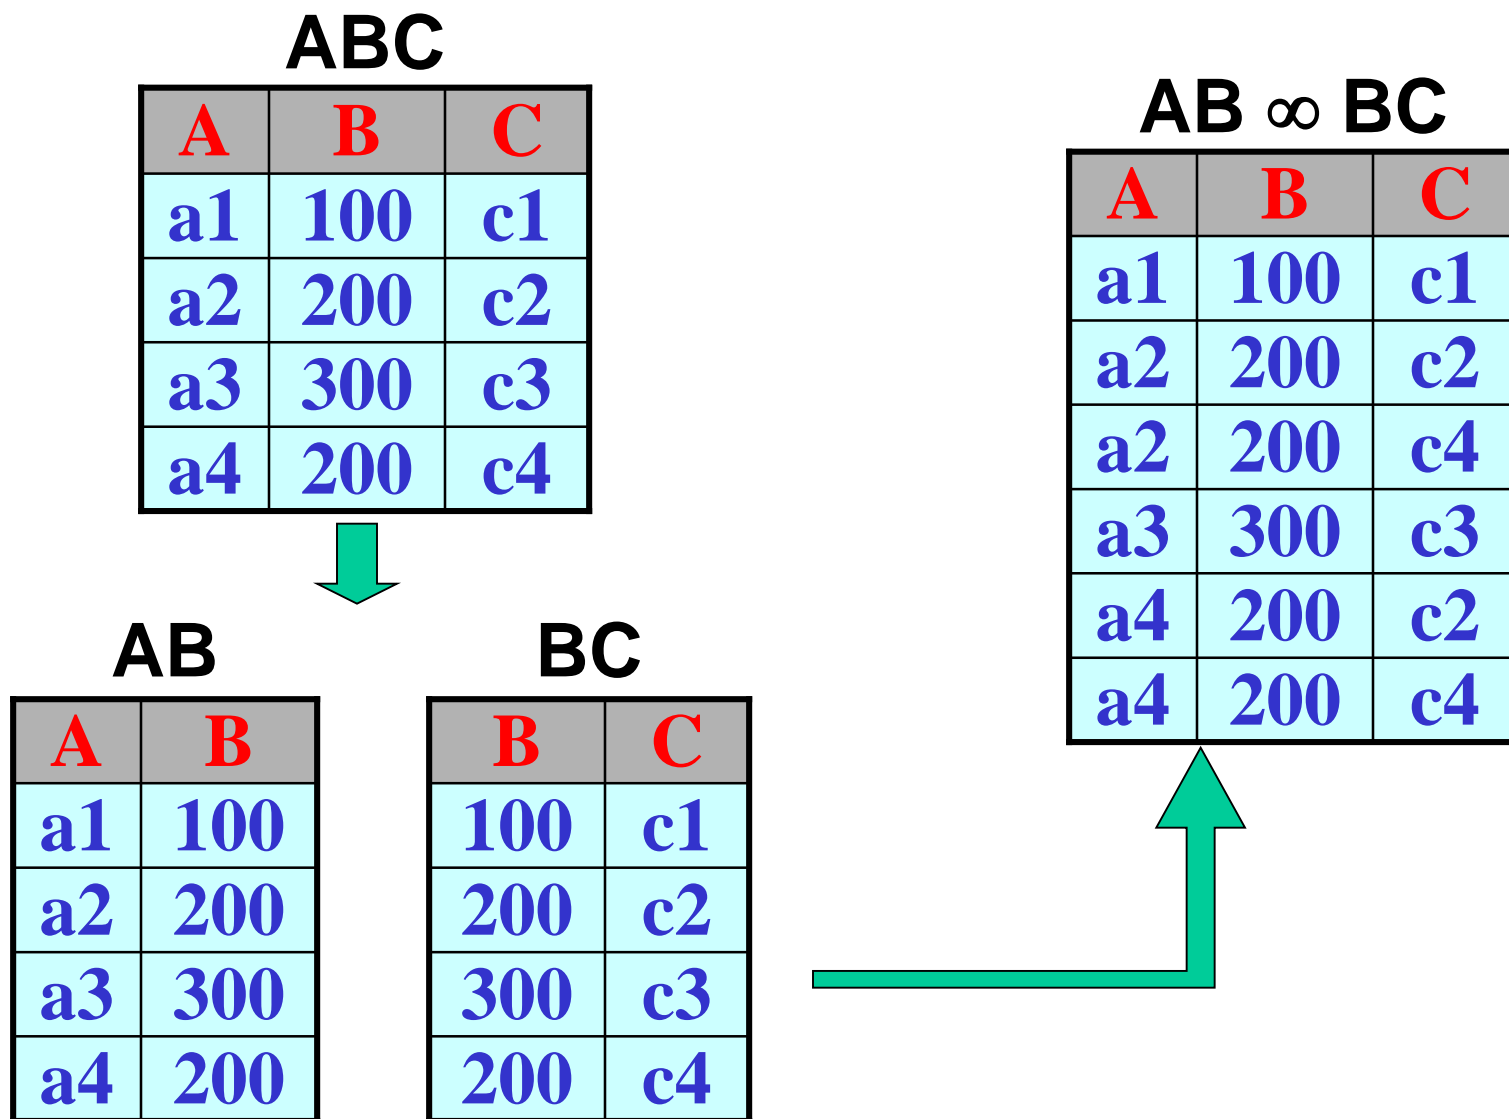 ABC
A B C
a1 100 c1
a2 200 c2
a3 300 c3
a4 200 c4
AB
A B
a1 100
a2 200
a3 300
a4 200
BC
B C
100 c1
200 c2
300 c3
200 c4
AB ∞ BC
A B C
a1 100 c1
a2 200 c2
a2 200 c4
a3 300 c3
a4 200 c2
a4 200 c4